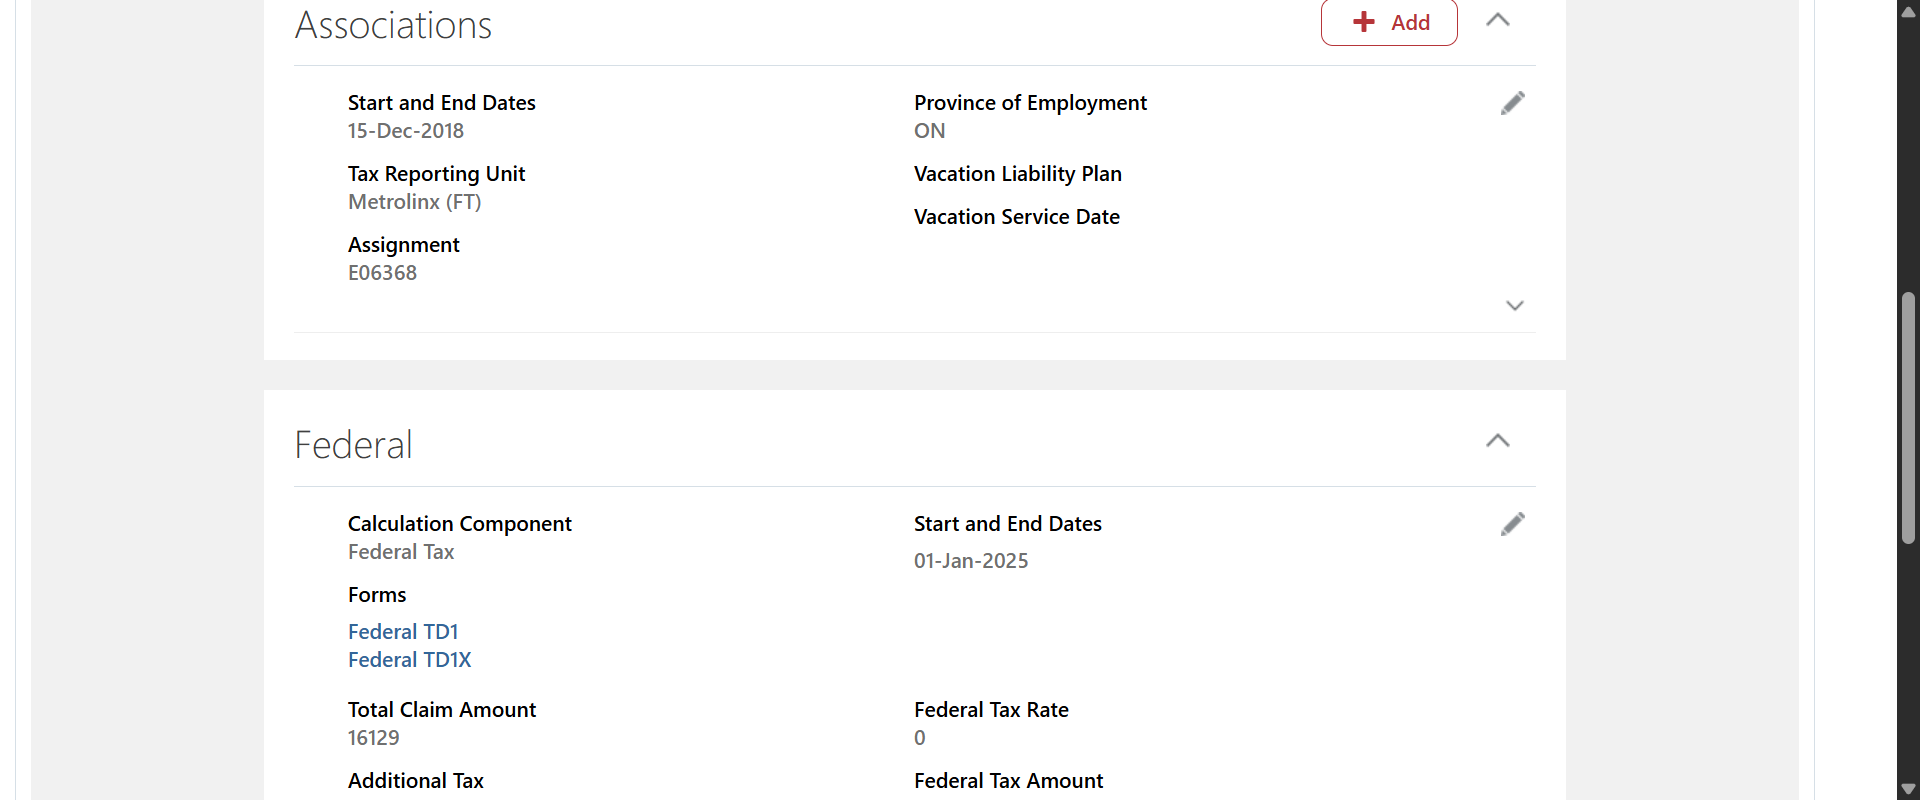 Associations
Add
Start and End Dates
15-Dec-2018
Province of Employment
ON
Tax Reporting Unit
Metrolinx (FT)
Vacation Liability Plan
Vacation Service Date
Assignment
E06368
Federal
Calculation Component
Federal Tax
Start and End Dates
01-Jan-2025
Forms
Federal TD1
Federal TD1X
Total Claim Amount
16129
Federal Tax Rate
0
Additional Tax
Federal Tax Amount